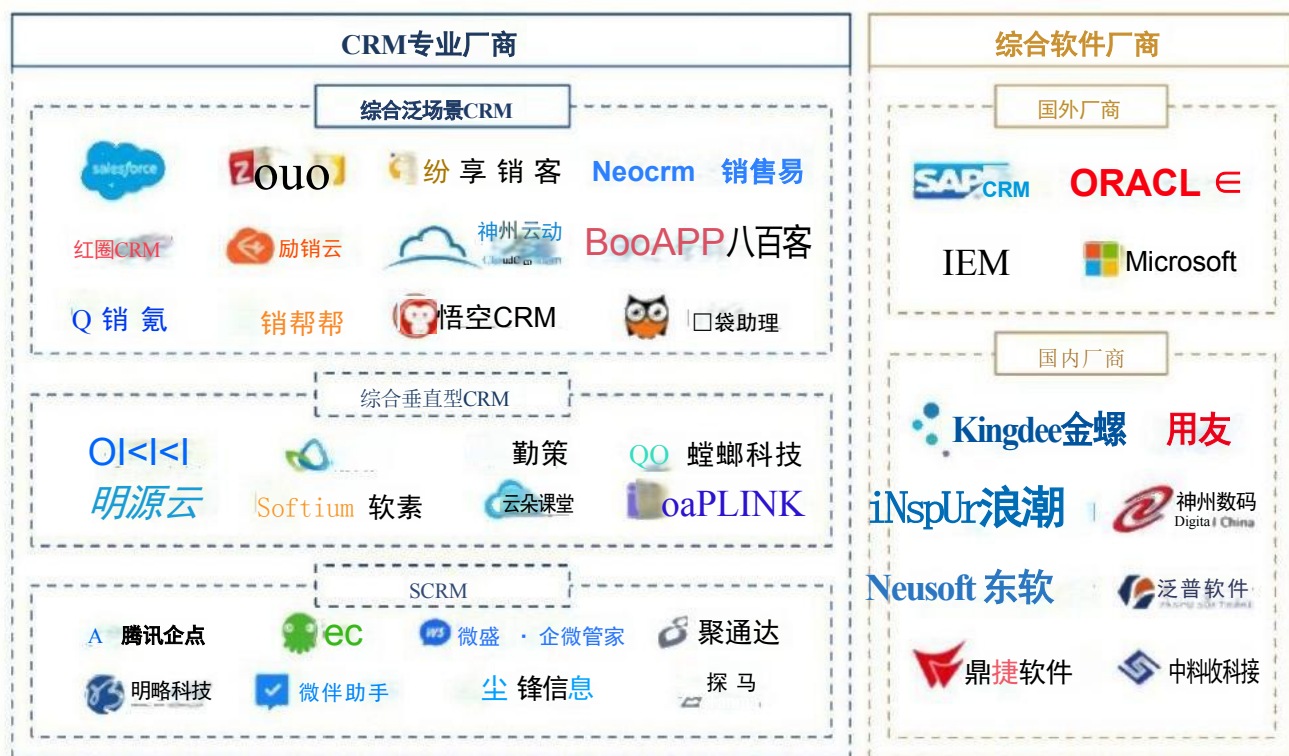 CRM专业厂商
综合泛场景CRM
salesforce
ouo
纷享销客
Neocrm 销售易
红圈CRM
励销云
神州云动
BooAPP八百客
Q 销氪
销帮帮
悟空CRM
口袋助理
综合垂直型CRM
OI<I<I
勤策
QO 螳螂科技
明源云
Softium 软素
云朵课堂
oaPLINK
SCRM
A 腾讯企点
ec
微盛 · 企微管家
聚通达
明略科技
微伴助手
尘锋信息
探马
综合软件厂商
国外厂商
SAP CRM
ORACL ∈
IEM
Microsoft
国内厂商
Kingdee金螺
用友
iNspUr浪潮
神州数码
Digital China
Neusoft 东软
泛普软件
鼎捷软件
中料收科接